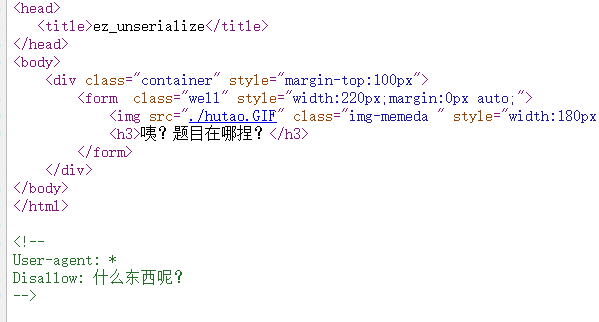 <head>
<title>ez_unserialize</title>
</head>
<body>
<div class="container" style="margin-top:100px">
<form  class="well" style="width:220px;margin:0px auto;">
<img src="./hutao.GIF" class="img-memeda " style="width:180px
<h3>咦？题目在哪捏？</h3>
</form>
</div>
</body>
</html>
<!--
User-agent: *
Disallow: 什么东西呢？
-->